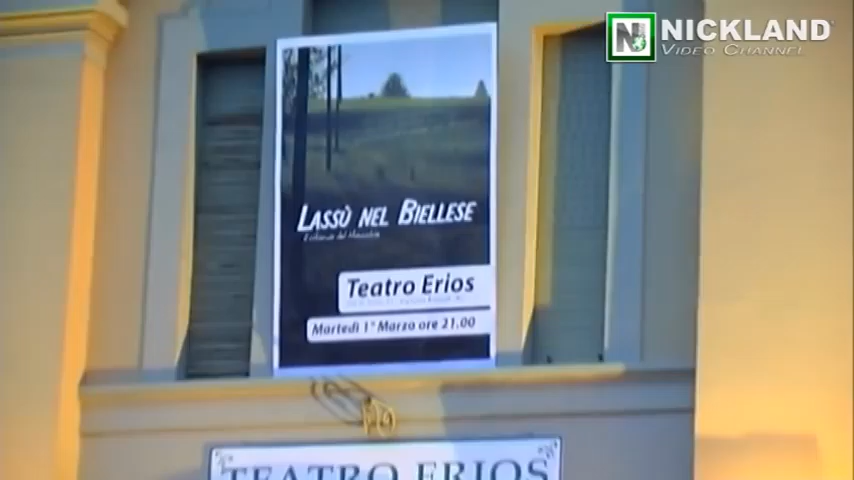 NICKLAND
VIDEO CHANNEL
LASSÙ NEL BIELLESE
Teatro Erios
Martedì 1° Marzo ore 21.00
TEATRO ERIOS